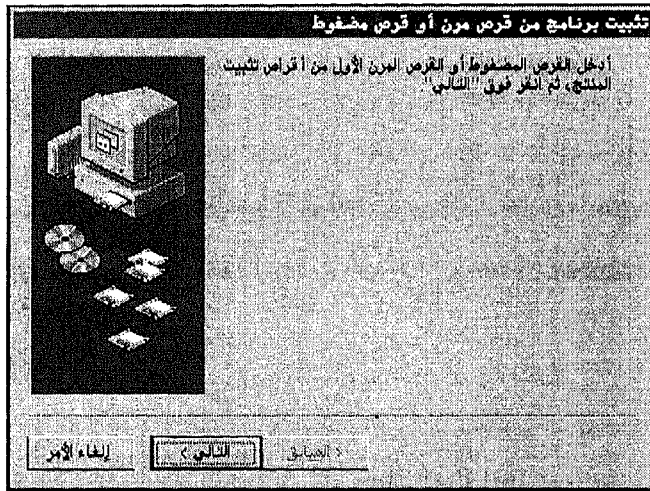 تثبيت برنامج من قرص مرن أو قرص مضغوط
أدخل القرص المضغوط أو القرص المرن الأول من أقراص تثبيت
المنتج، ثم انقر فوق "التالي".
< السابق
التالي >
إلغاء الأمر